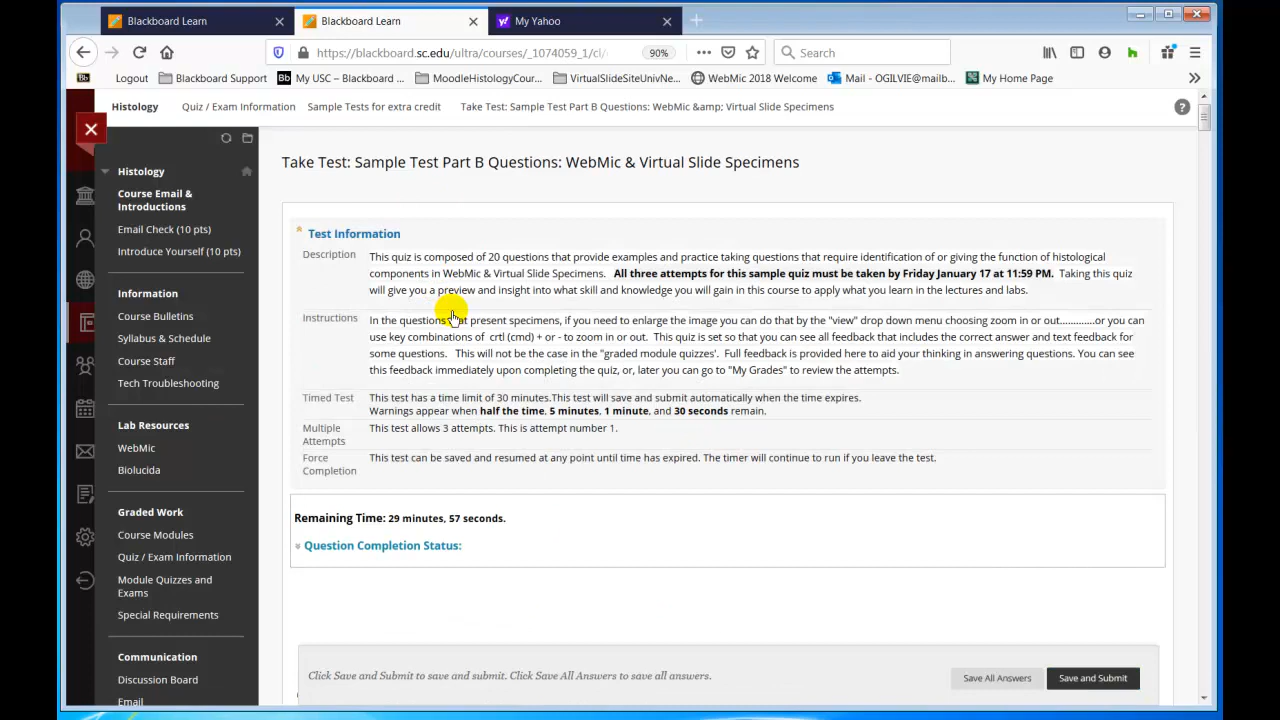 Blackboard Learn
Blackboard Learn
My Yahoo
https://blackboard.sc.edu/ultra/courses/_1074059_1/cl/
90%
Search
Bb
Logout
Blackboard Support
Bb My USC – Blackboard ...
MoodleHistologyCour...
VirtualSlideSiteUnivNe...
WebMic 2018 Welcome
Mail - OGILVIE@mailb...
My Home Page
Histology
Quiz / Exam Information
Sample Tests for extra credit
Take Test: Sample Test Part B Questions: WebMic &amp; Virtual Slide Specimens
Histology
Course Email &
Introductions
Email Check (10 pts)
Introduce Yourself (10 pts)
Information
Course Bulletins
Syllabus & Schedule
Course Staff
Tech Troubleshooting
Lab Resources
WebMic
Biolucida
Graded Work
Course Modules
Quiz / Exam Information
Module Quizzes and
Exams
Special Requirements
Communication
Discussion Board
Email
Take Test: Sample Test Part B Questions: WebMic & Virtual Slide Specimens
Test Information
Description
This quiz is composed of 20 questions that provide examples and practice taking questions that require identification of or giving the function of histological
components in WebMic & Virtual Slide Specimens. All three attempts for this sample quiz must be taken by Friday January 17 at 11:59 PM. Taking this quiz
will give you a preview and insight into what skill and knowledge you will gain in this course to apply what you learn in the lectures and labs.
Instructions
In the questions that present specimens, if you need to enlarge the image you can do that by the "view" drop down menu choosing zoom in or out.............or you can
use key combinations of crtl (cmd) + or - to zoom in or out. This quiz is set so that you can see all feedback that includes the correct answer and text feedback for
some questions. This will not be the case in the "graded module quizzes'. Full feedback is provided here to aid your thinking in answering questions. You can see
this feedback immediately upon completing the quiz, or, later you can go to "My Grades" to review the attempts.
Timed Test
This test has a time limit of 30 minutes.This test will save and submit automatically when the time expires.
Warnings appear when half the time, 5 minutes, 1 minute, and 30 seconds remain.
Multiple
Attempts
This test allows 3 attempts. This is attempt number 1.
Force
Completion
This test can be saved and resumed at any point until time has expired. The timer will continue to run if you leave the test.
Remaining Time: 29 minutes, 57 seconds.
Question Completion Status:
Click Save and Submit to save and submit. Click Save All Answers to save all answers.
Save All Answers
Save and Submit